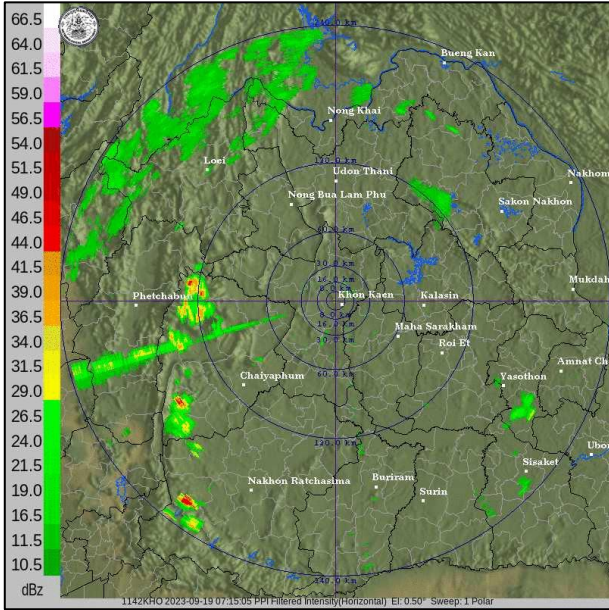 66.5
64.0
61.5
59.0
56.5
54.0
51.5
49.0
46.5
44.0
41.5
39.0
36.5
34.0
31.5
29.0
26.5
24.0
21.5
19.0
16.5
13.0
10.5
dBz
Bueng Kan
Nong Khai
Loei
Udon Thani
Nakhom
Nong Bua Lam Phu
Sakon Nakhon
Mukdah
Phetchabun
Khon Kaen
Kalasin
Maha Sarakham
Roi Et
Amnat Ch
Chaiyaphum
Yasothon
120.0 km
Ubon
Sisaket
Nakhon Ratchasima
Buriram
Surin
1142KHO 2023-09-19 07:15:05 PPI Filtered Intensity(Horizontal) El: 0.50° Sweep: 1 Polar